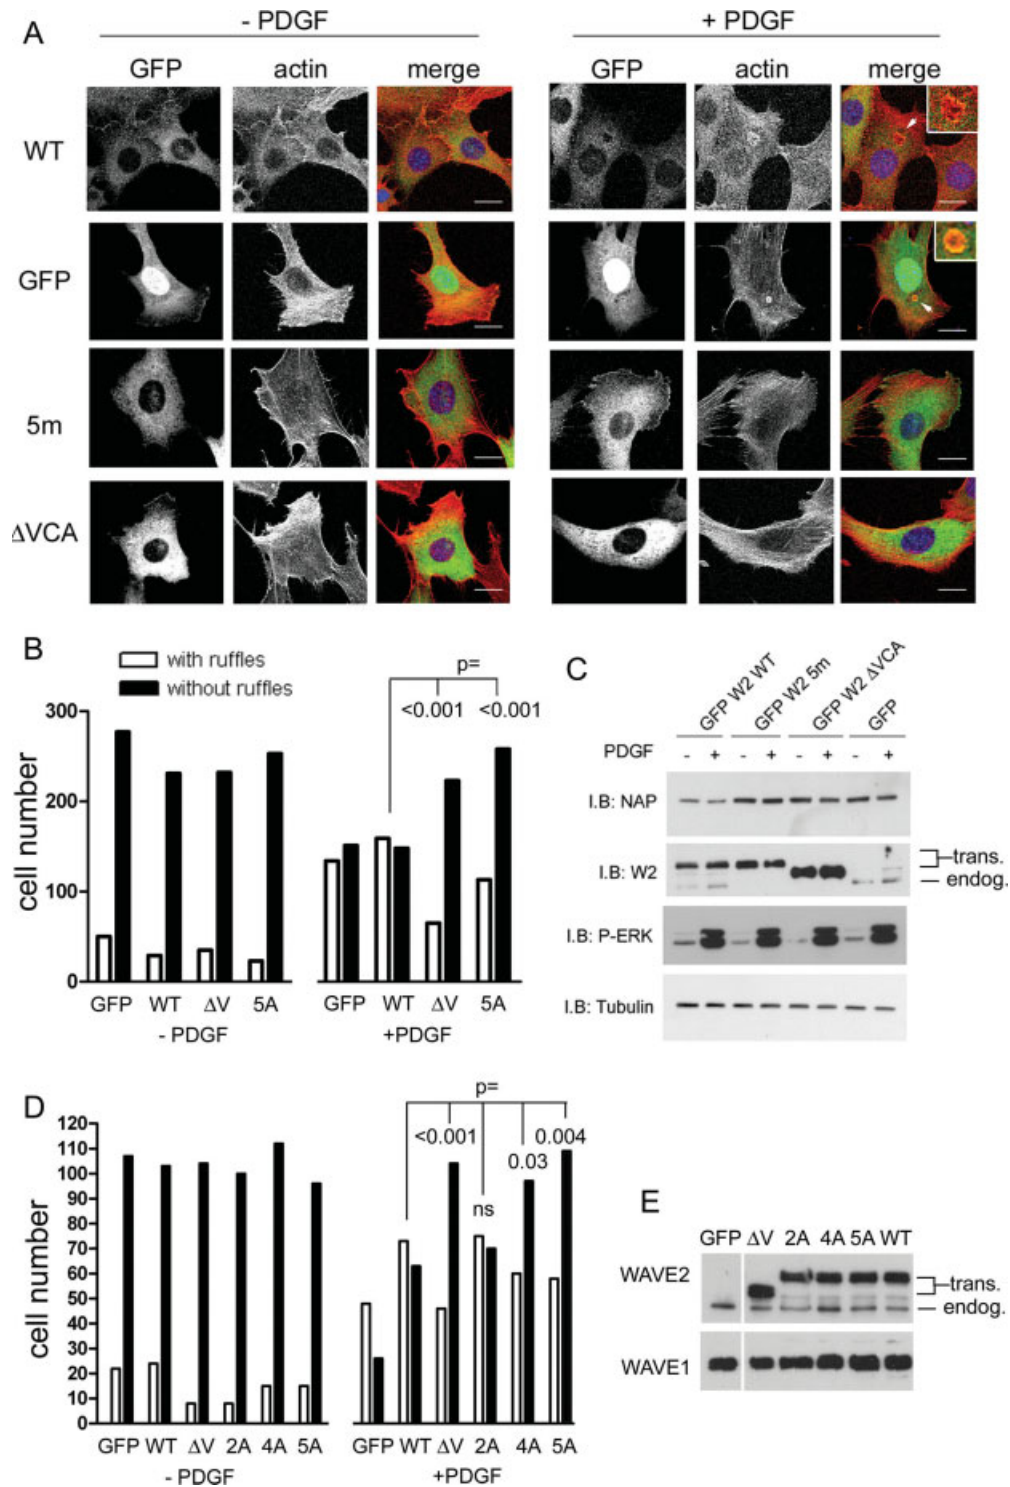 A
- PDGF
+ PDGF
GFP actin merge
GFP actin merge
WT
GFP
5m
ΔVCA
B
with ruffles
without ruffles
p=
<0.001 <0.001
300
200
100
0
cell number
GFP WT ΔV 5A
- PDGF
GFP WT ΔV 5A
+PDGF
C
GFP W2 WT
GFP W2 5m
GFP W2 ΔVCA
GFP
PDGF - + - + - + - +
I.B: NAP
I.B: W2
trans.
endog.
I.B: P-ERK
I.B: Tubulin
D
p=
<0.001
ns
0.03
0.004
120
110
100
90
80
70
60
50
40
30
20
10
0
cell number
GFP WT ΔV 2A 4A 5A
- PDGF
GFP WT ΔV 2A 4A 5A
+PDGF
E
GFP ΔV 2A 4A 5A WT
WAVE2
trans.
endog.
WAVE1